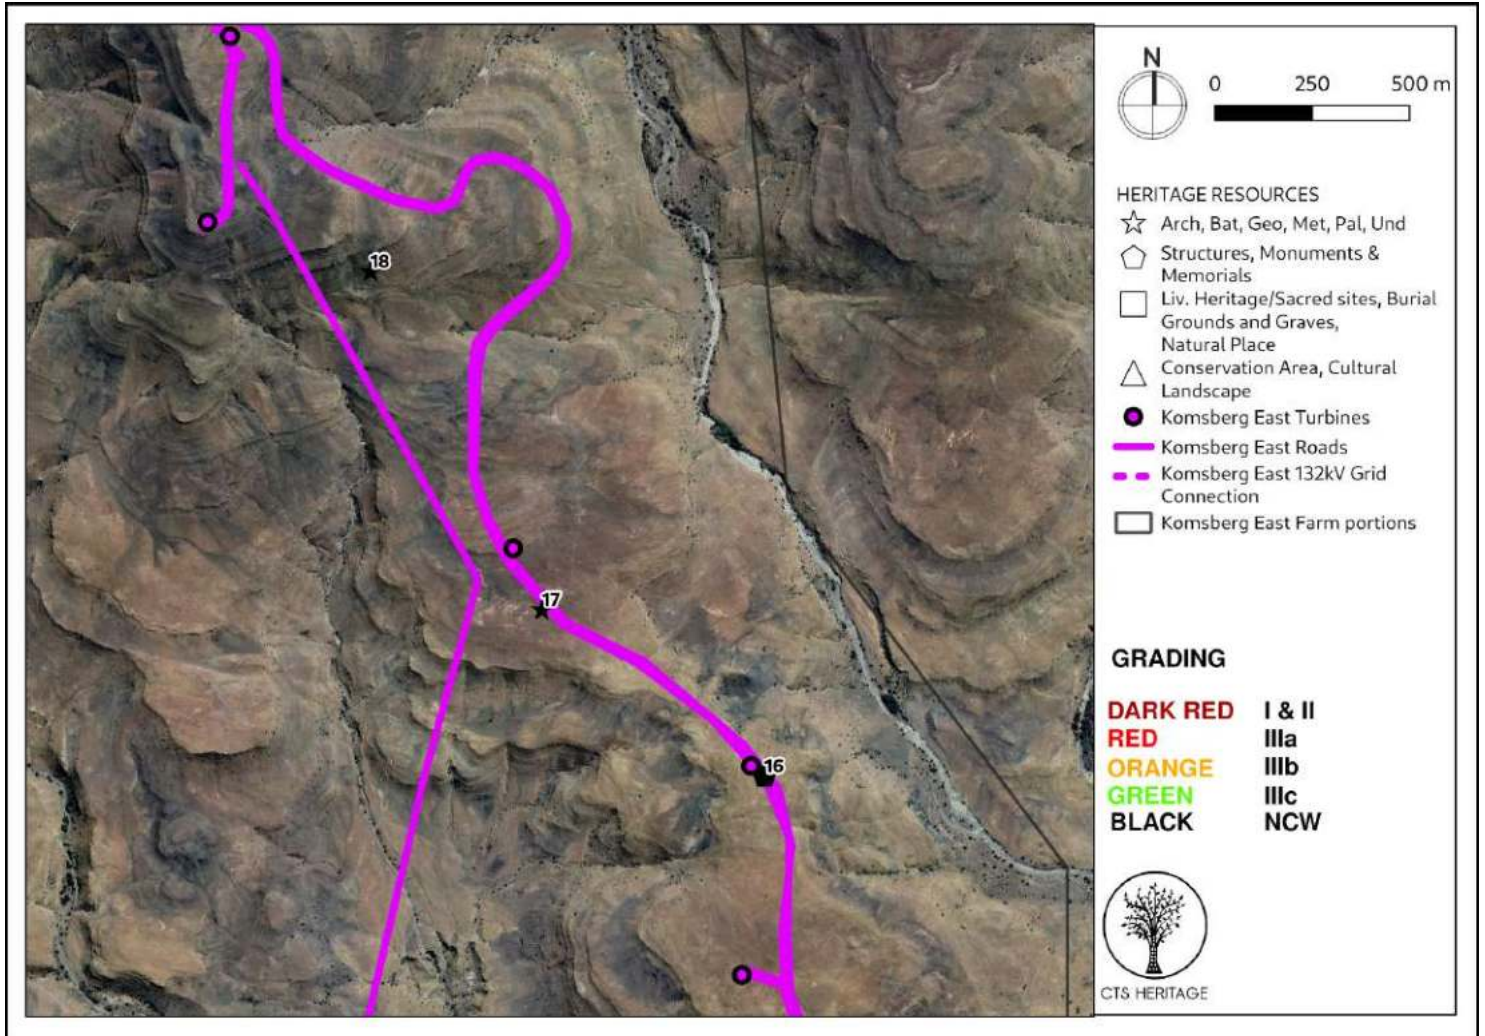 N
0 250 500 m
HERITAGE RESOURCES
Arch, Bat, Geo, Met, Pal, Und
Structures, Monuments &
Memorials
Liv. Heritage/Sacred sites, Burial
Grounds and Graves,
Natural Place
Conservation Area, Cultural
Landscape
Komsberg East Turbines
Komsberg East Roads
Komsberg East 132kV Grid
Connection
Komsberg East Farm portions
18
17
16
GRADING
DARK RED I & II
RED IIIa
ORANGE IIIb
GREEN IIIc
BLACK NCW
CTS HERITAGE